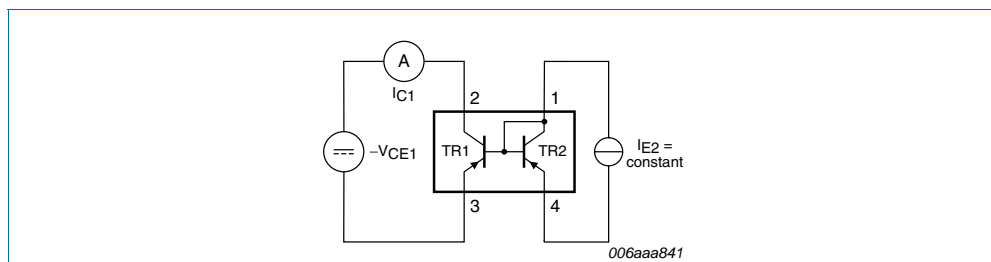 A
IC1
2
1
–VCE1
TR1
TR2
IE2 =
constant
3
4
006aaa841